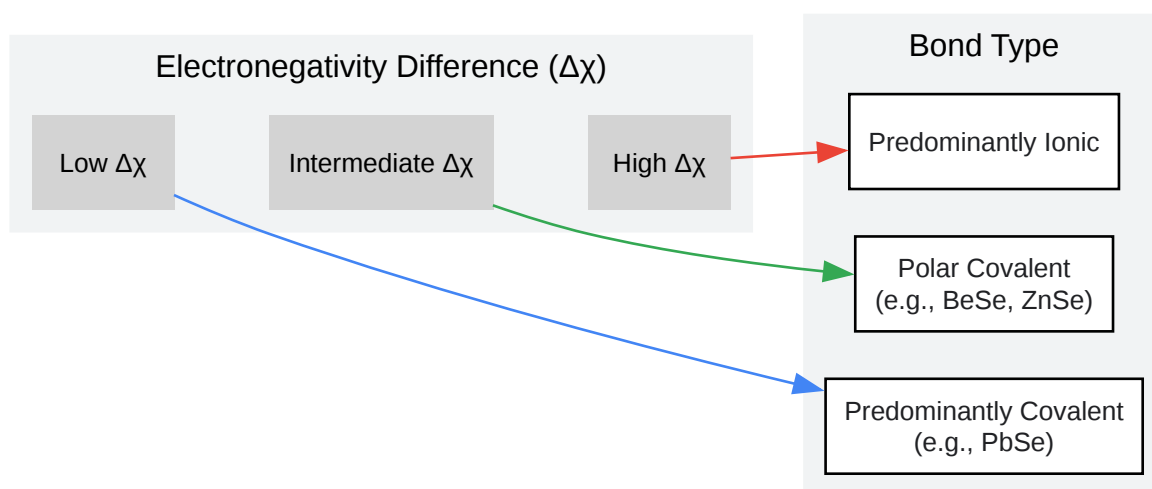 Electronegativity Difference (Δχ)
Low Δχ
Intermediate Δχ
High Δχ
Bond Type
Predominantly Ionic
Polar Covalent
(e.g., BeSe, ZnSe)
Predominantly Covalent
(e.g., PbSe)